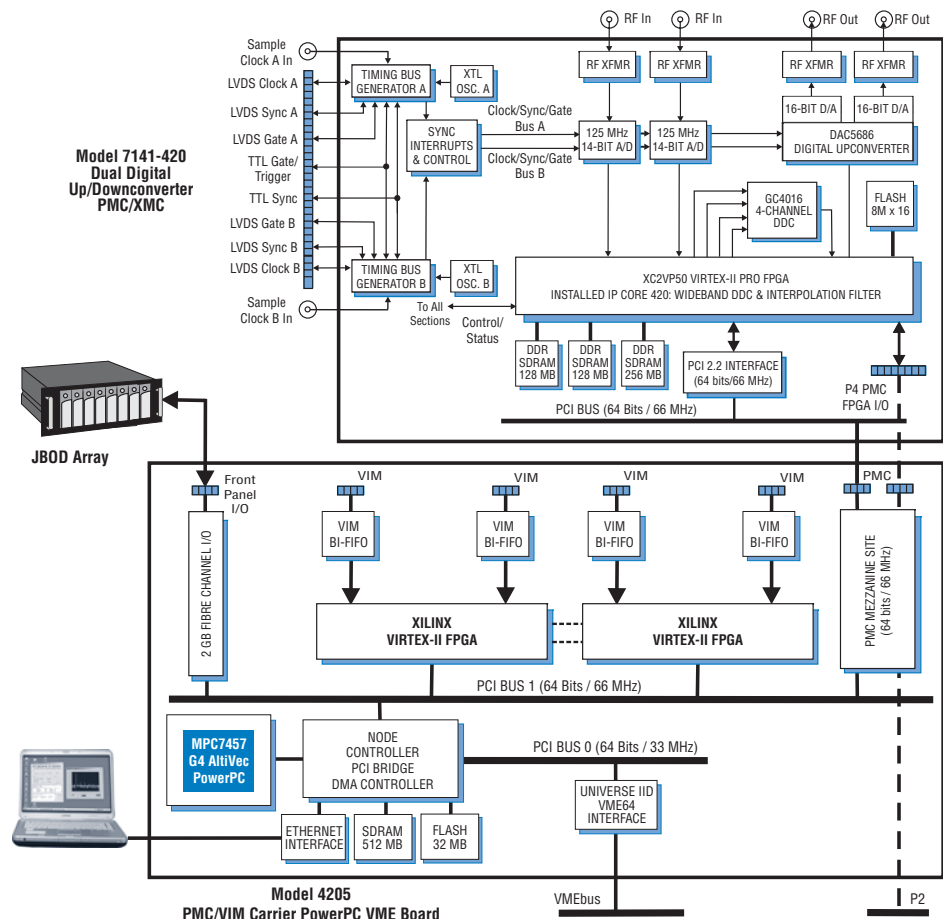 RF In
RF In
RF Out
RF Out
Sample
Clock A In
LVDS Clock A
LVDS Sync A
LVDS Gate A
TTL Gate/
Trigger
TTL Sync
LVDS Gate B
LVDS Sync B
LVDS Clock B
Sample
Clock B In
Model 7141-420
Dual Digital
Up/Downconverter
PMC/XMC
TIMING BUS
GENERATOR A
XTL
OSC. A
SYNC
INTERRUPTS
& CONTROL
TIMING BUS
GENERATOR B
XTL
OSC. B
Clock/Sync/Gate
Bus A
Clock/Sync/Gate
Bus B
RF XFMR
RF XFMR
RF XFMR
RF XFMR
125 MHz
14-BIT A/D
125 MHz
14-BIT A/D
16-BIT D/A
16-BIT D/A
DAC5686
DIGITAL UPCONVERTER
GC4016
4-CHANNEL
DDC
FLASH
8M x 16
XC2VP50 VIRTEX-II PRO FPGA
INSTALLED IP CORE 420: WIDEBAND DDC & INTERPOLATION FILTER
To All
Sections
Control/
Status
DDR
SDRAM
128 MB
DDR
SDRAM
128 MB
DDR
SDRAM
256 MB
PCI 2.2 INTERFACE
(64 bits/66 MHz)
P4 PMC
FPGA I/O
PCI BUS (64 Bits / 66 MHz)
JBOD Array
Front
Panel
I/O
VIM
VIM
VIM
VIM
PMC
2 GB FIBRE CHANNEL I/O
VIM
BI-FIFO
VIM
BI-FIFO
VIM
BI-FIFO
VIM
BI-FIFO
PMC MEZZANINE SITE
(64 bits / 66 MHz)
XILINX
VIRTEX-II FPGA
XILINX
VIRTEX-II FPGA
PCI BUS 1 (64 Bits / 66 MHz)
MPC7457
G4 AltiVec
PowerPC
NODE
CONTROLLER
PCI BRIDGE
DMA CONTROLLER
PCI BUS 0 (64 Bits / 33 MHz)
UNIVERSE IID
VME64
INTERFACE
ETHERNET
INTERFACE
SDRAM
512 MB
FLASH
32 MB
Model 4205
PMC/VIM Carrier PowerPC VME Board
VMEbus
P2